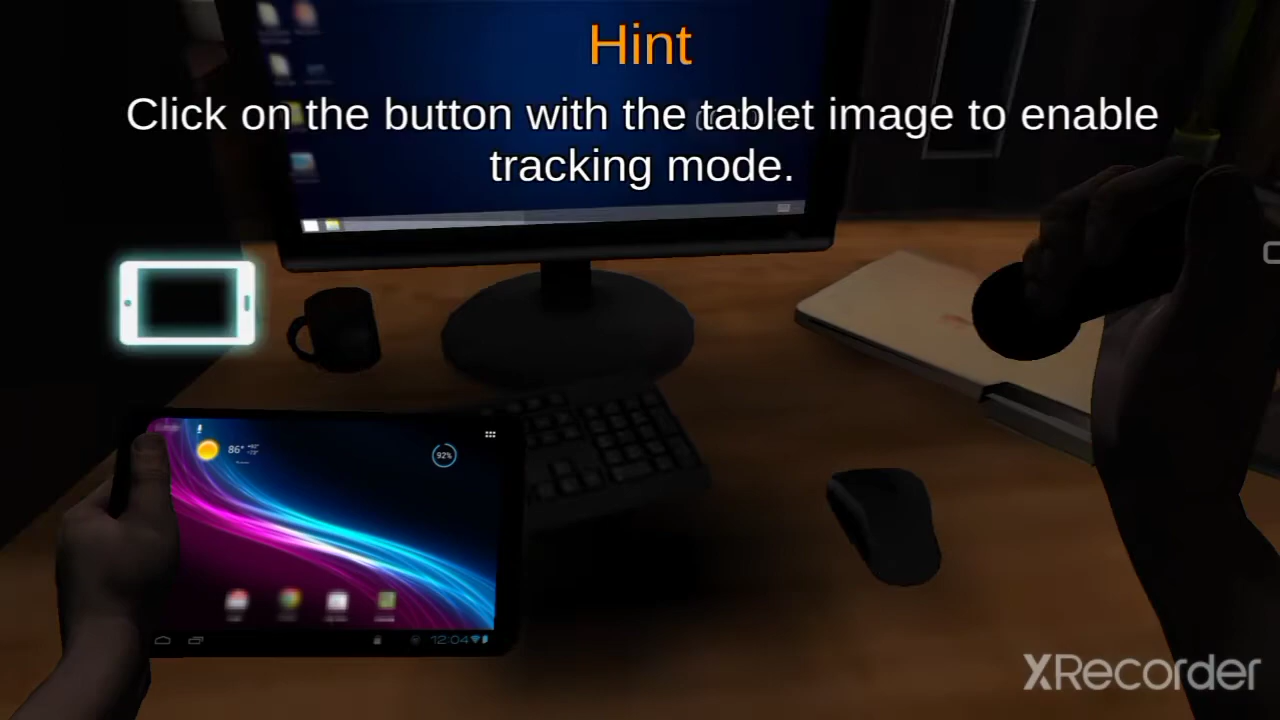 Hint
Click on the button with the tablet image to enable
tracking mode.
86°
92%
12:04
XRecorder